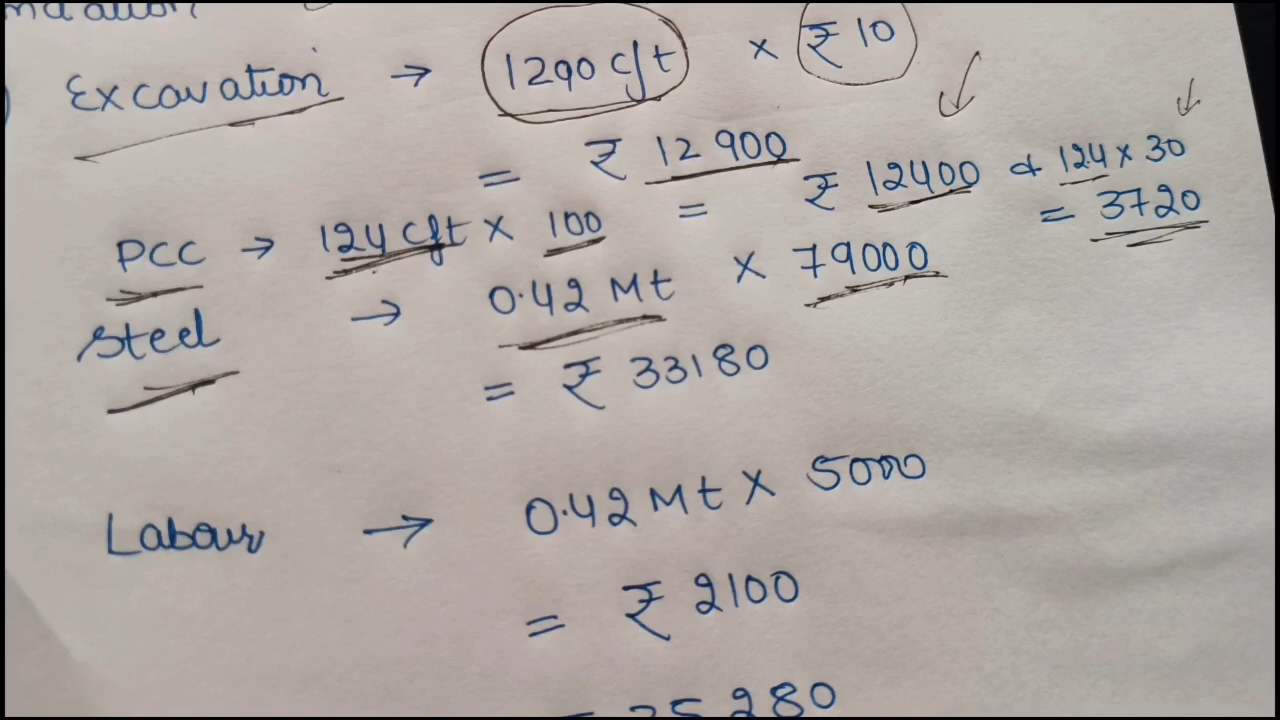 Excavation → 1290 cft × ₹ 10
= ₹ 12900
PCC → 124 cft × 100 = ₹ 12400 & 124 × 30
= 3720
Steel → 0.42 Mt × 79000
= ₹ 33180
Labour → 0.42 Mt × 5000
= ₹ 2100
= 35280